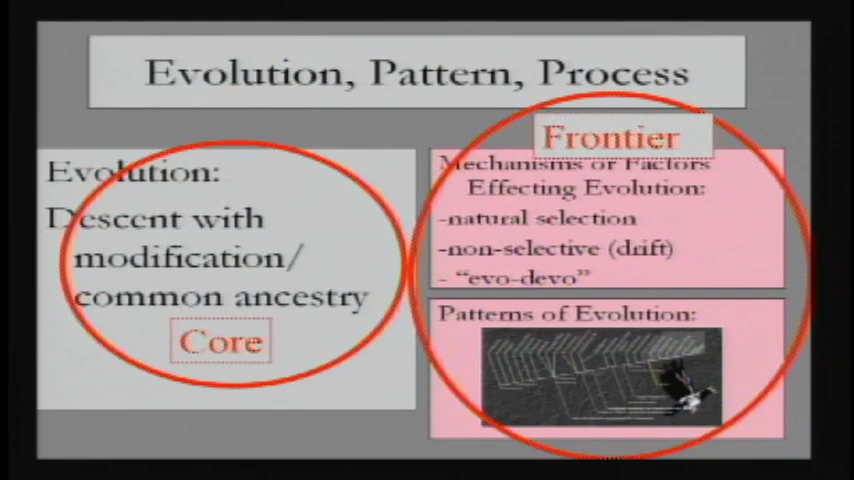 Evolution, Pattern, Process
Evolution:
Descent with
modification/
common ancestry
Core
Frontier
Mechanisms or Factors
Effecting Evolution:
-natural selection
-non-selective (drift)
- “evo-devo”
Patterns of Evolution: